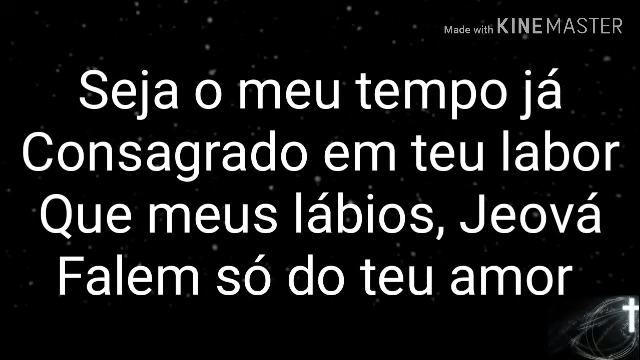 Made with KINEMASTER
Seja o meu tempo já
Consagrado em teu labor
Que meus lábios, Jeová
Falem só do teu amor